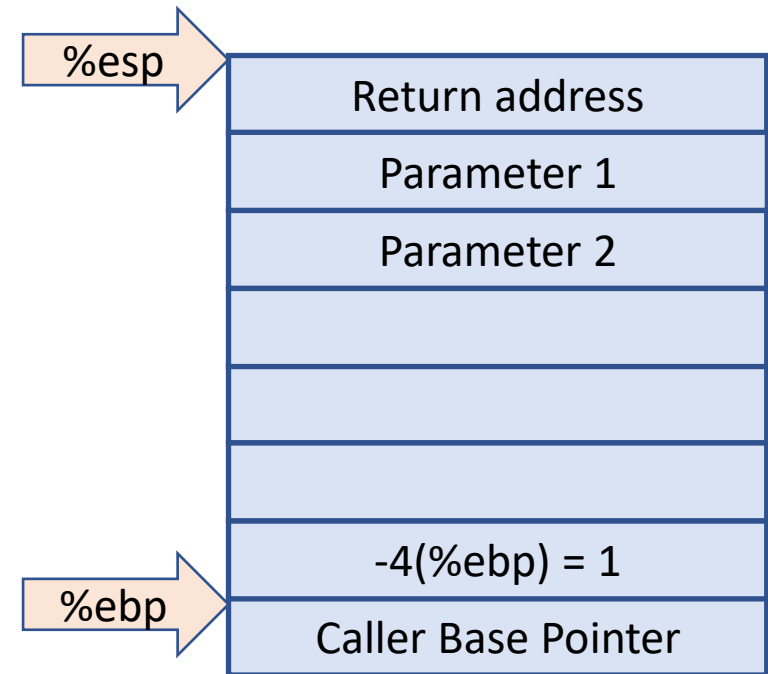 %esp
Return address
Parameter 1
Parameter 2
-4(%ebp) = 1
%ebp
Caller Base Pointer